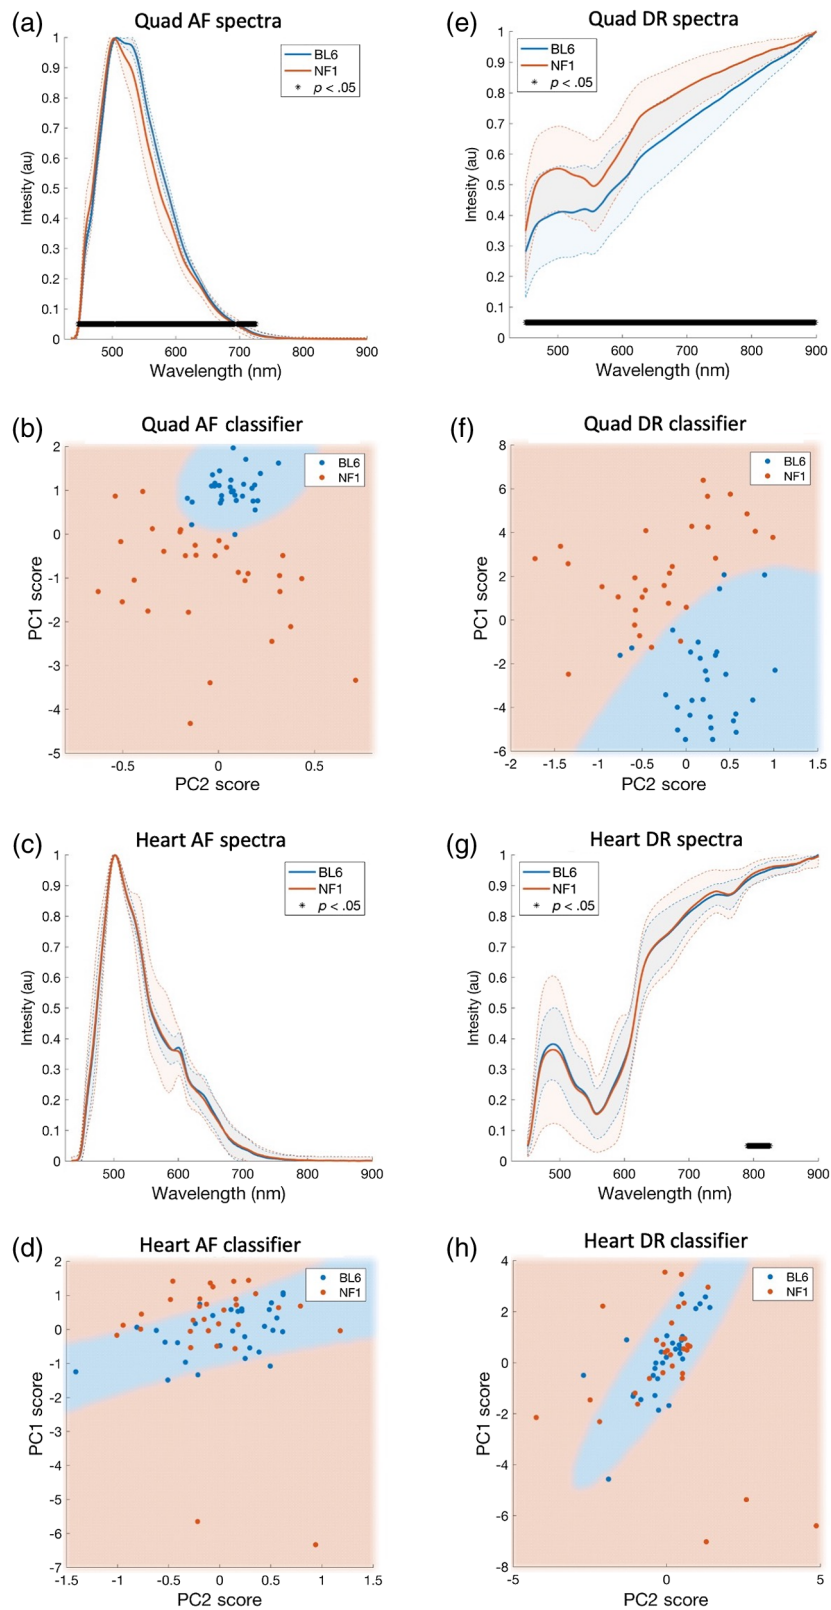 (a) Quad AF spectra
1
0.9
0.8
0.7
0.6
0.5
0.4
0.3
0.2
0.1
0
Intesity (au)
BL6
NF1
* p < .05
500 600 700 800 900
Wavelength (nm)
(e) Quad DR spectra
1
0.9
0.8
0.7
0.6
0.5
0.4
0.3
0.2
0.1
0
Intesity (au)
BL6
NF1
* p < .05
500 600 700 800 900
Wavelength (nm)
(b) Quad AF classifier
2
1
0
-1
-2
-3
-4
-5
PC1 score
BL6
NF1
-0.5 0 0.5
PC2 score
(f) Quad DR classifier
8
6
4
2
0
-2
-4
-6
PC1 score
BL6
NF1
-2 -1.5 -1 -0.5 0 0.5 1 1.5
PC2 score
(c) Heart AF spectra
1
0.9
0.8
0.7
0.6
0.5
0.4
0.3
0.2
0.1
0
Intesity (au)
BL6
NF1
* p < .05
500 600 700 800 900
Wavelength (nm)
(g) Heart DR spectra
1
0.9
0.8
0.7
0.6
0.5
0.4
0.3
0.2
0.1
0
Intesity (au)
BL6
NF1
* p < .05
500 600 700 800 900
Wavelength (nm)
(d) Heart AF classifier
2
1
0
-1
-2
-3
-4
-5
-6
-7
PC1 score
BL6
NF1
-1.5 -1 -0.5 0 0.5 1 1.5
PC2 score
(h) Heart DR classifier
4
2
0
-2
-4
-6
-8
PC1 score
BL6
NF1
-5 0 5
PC2 score